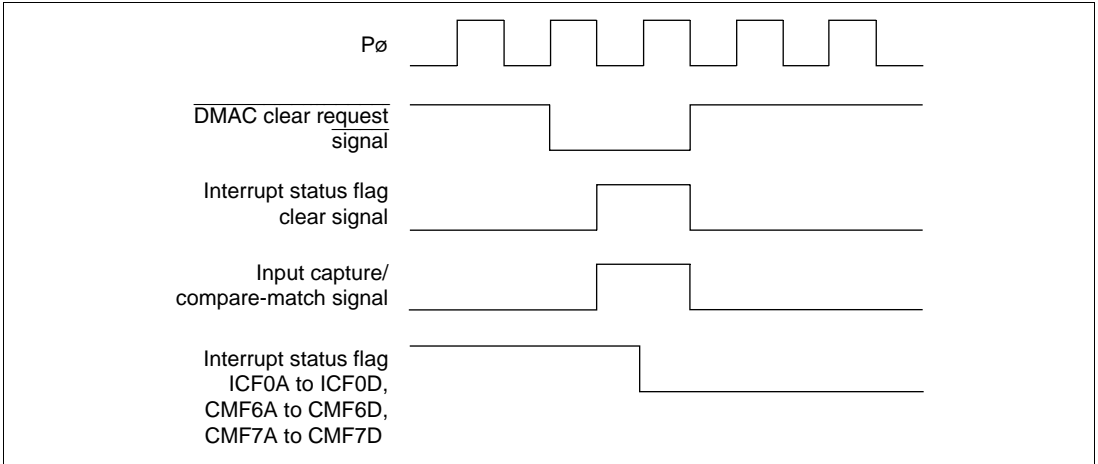 Pø
DMAC clear request
signal
Interrupt status flag
clear signal
Input capture/
compare-match signal
Interrupt status flag
ICF0A to ICF0D,
CMF6A to CMF6D,
CMF7A to CMF7D